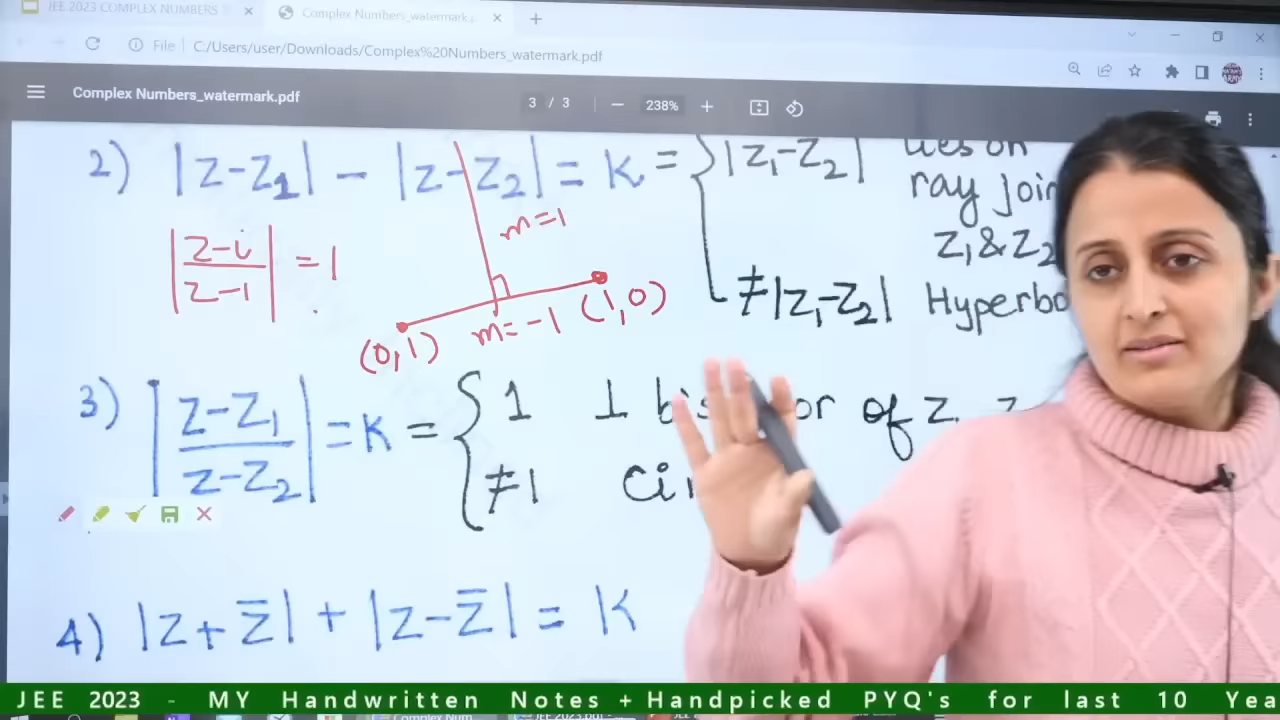 JEE 2023 COMPLEX NUMBERS
Complex Numbers_watermark.p
File C:/Users/user/Downloads/Complex%20Numbers_watermark.pdf
Complex Numbers_watermark.pdf 3 / 3 238%
2) |z-z₁| - |z-z₂| = K = { |z₁-z₂| lies on
ray join
z₁&z₂
≠|z₁-z₂| Hyperbo
|z-i / z-1| = 1
m=1
(0,1) m=-1 (1,0)
3) |z-z₁ / z-z₂| = K = { 1 ⊥ bis or of z
≠1 Ci
4) |z+z̄| + |z-z̄| = K
JEE 2023 - MY Handwritten Notes + Handpicked PYQ's for last 10 Yea